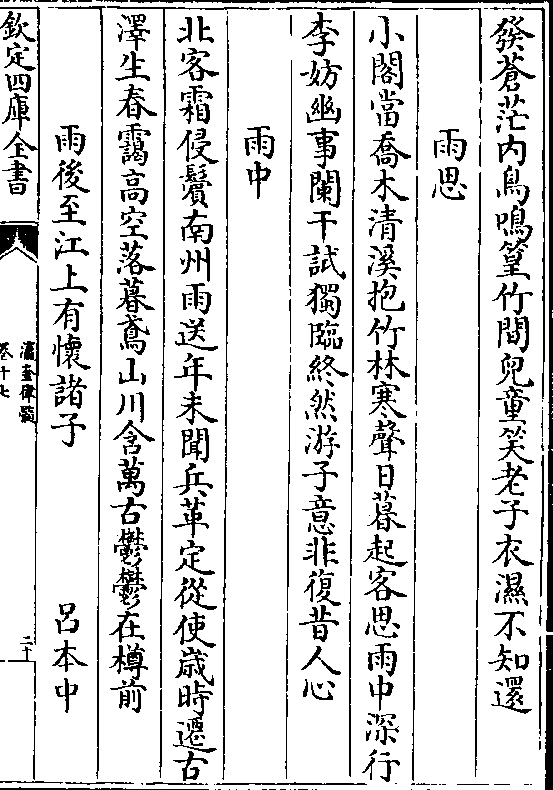 發蒼茫内鳥鳴篁竹間兒童笑老子衣濕不知還
雨思
小閣當喬木清溪抱竹林寒聲日暮起客思雨中深行
李妨幽事闌干試獨臨終然游子意非復昔人心
雨中
北客霜侵鬢南州雨送年未聞兵革定從使歳時遷古
澤生春靄高空落暮鳶山川含萬古鬱鬱在樽前
雨後至江上有懷諸子 吕本中
欽定四庫全書
瀛奎律髓
卷十七
二十